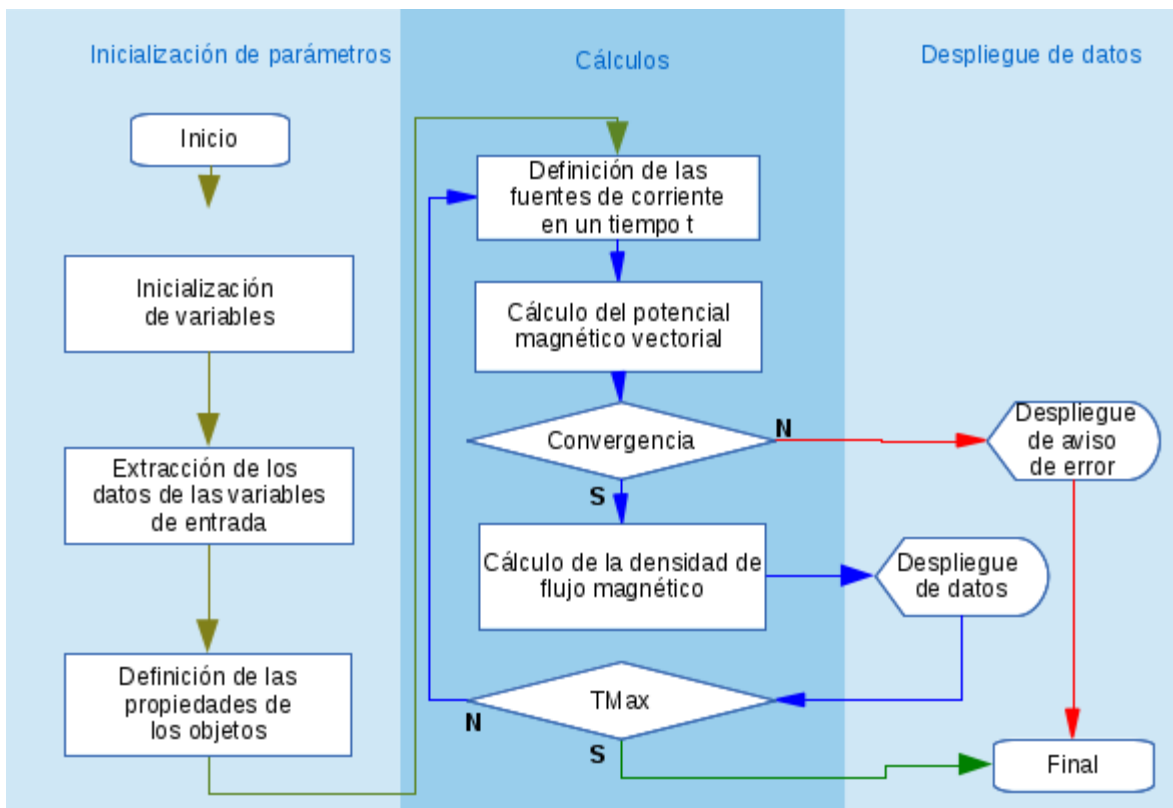 Inicialización de parámetros
Cálculos
Despliegue de datos
Inicio
Inicialización
de variables
Extracción de los
datos de las variables
de entrada
Definición de las
propiedades de
los objetos
Definición de las
fuentes de corriente
en un tiempo t
Cálculo del potencial
magnético vectorial
Convergencia
N
S
Despliegue
de aviso
de error
Cálculo de la densidad de
flujo magnético
Despliegue
de datos
TMax
N
S
Final